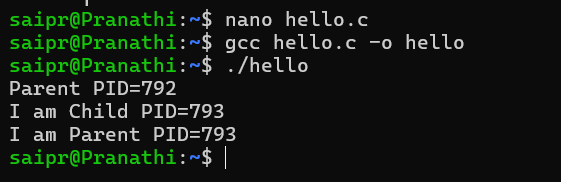 saipr@Pranathi:~$ nano hello.c
saipr@Pranathi:~$ gcc hello.c -o hello
saipr@Pranathi:~$ ./hello
Parent PID=792
I am Child PID=793
I am Parent PID=793
saipr@Pranathi:~$